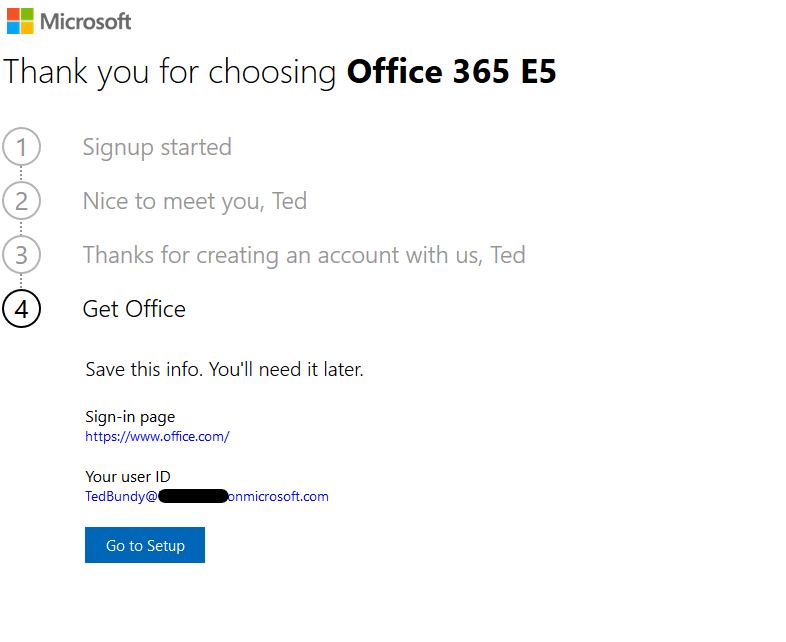 Microsoft
Thank you for choosing Office 365 E5
1 Signup started
2 Nice to meet you, Ted
3 Thanks for creating an account with us, Ted
4 Get Office
Save this info. You'll need it later.
Sign-in page
https://www.office.com/
Your user ID
TedBundy@ onmicrosoft.com
Go to Setup